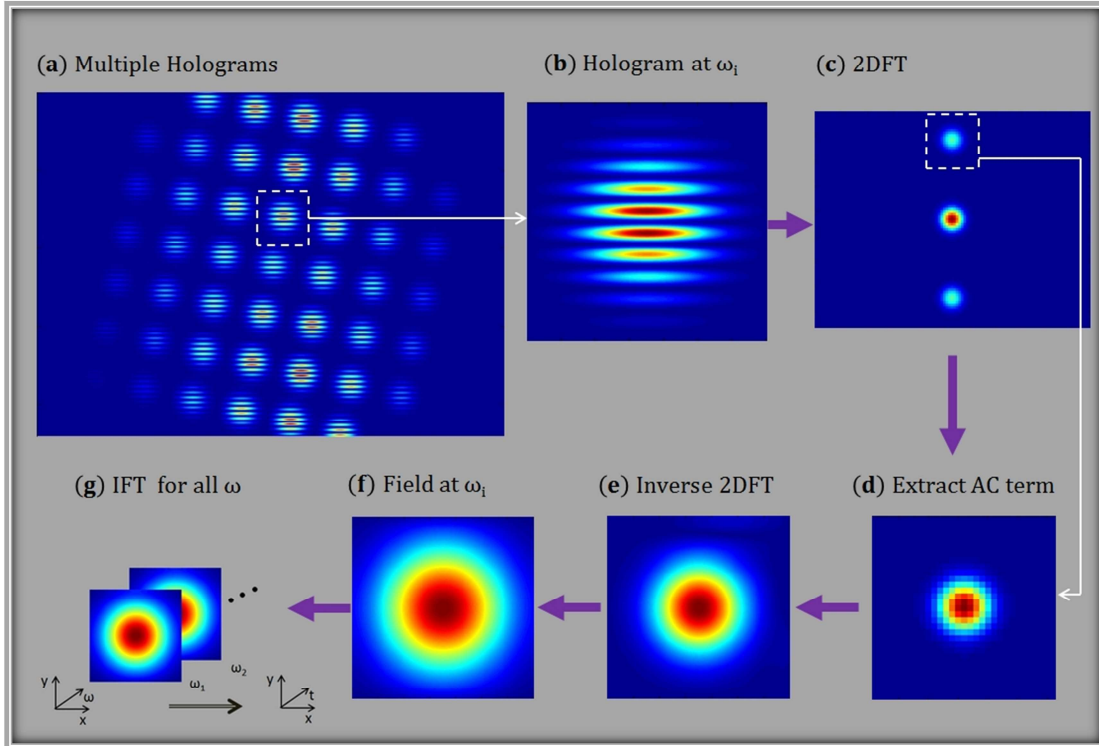 (a) Multiple Holograms
(b) Hologram at ωᵢ
(c) 2DFT
(g) IFT for all ω
(f) Field at ωᵢ
(e) Inverse 2DFT
(d) Extract AC term
ω₁
ω₂
y
ω
x
y
t
x